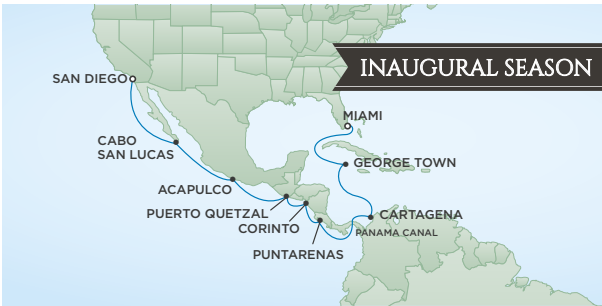 INAUGURAL SEASON
SAN DIEGO
MIAMI
CABO
SAN LUCAS
GEORGE TOWN
ACAPULCO
PUERTO QUETZAL
CARTAGENA
CORINTO
PANAMA CANAL
PUNTARENAS